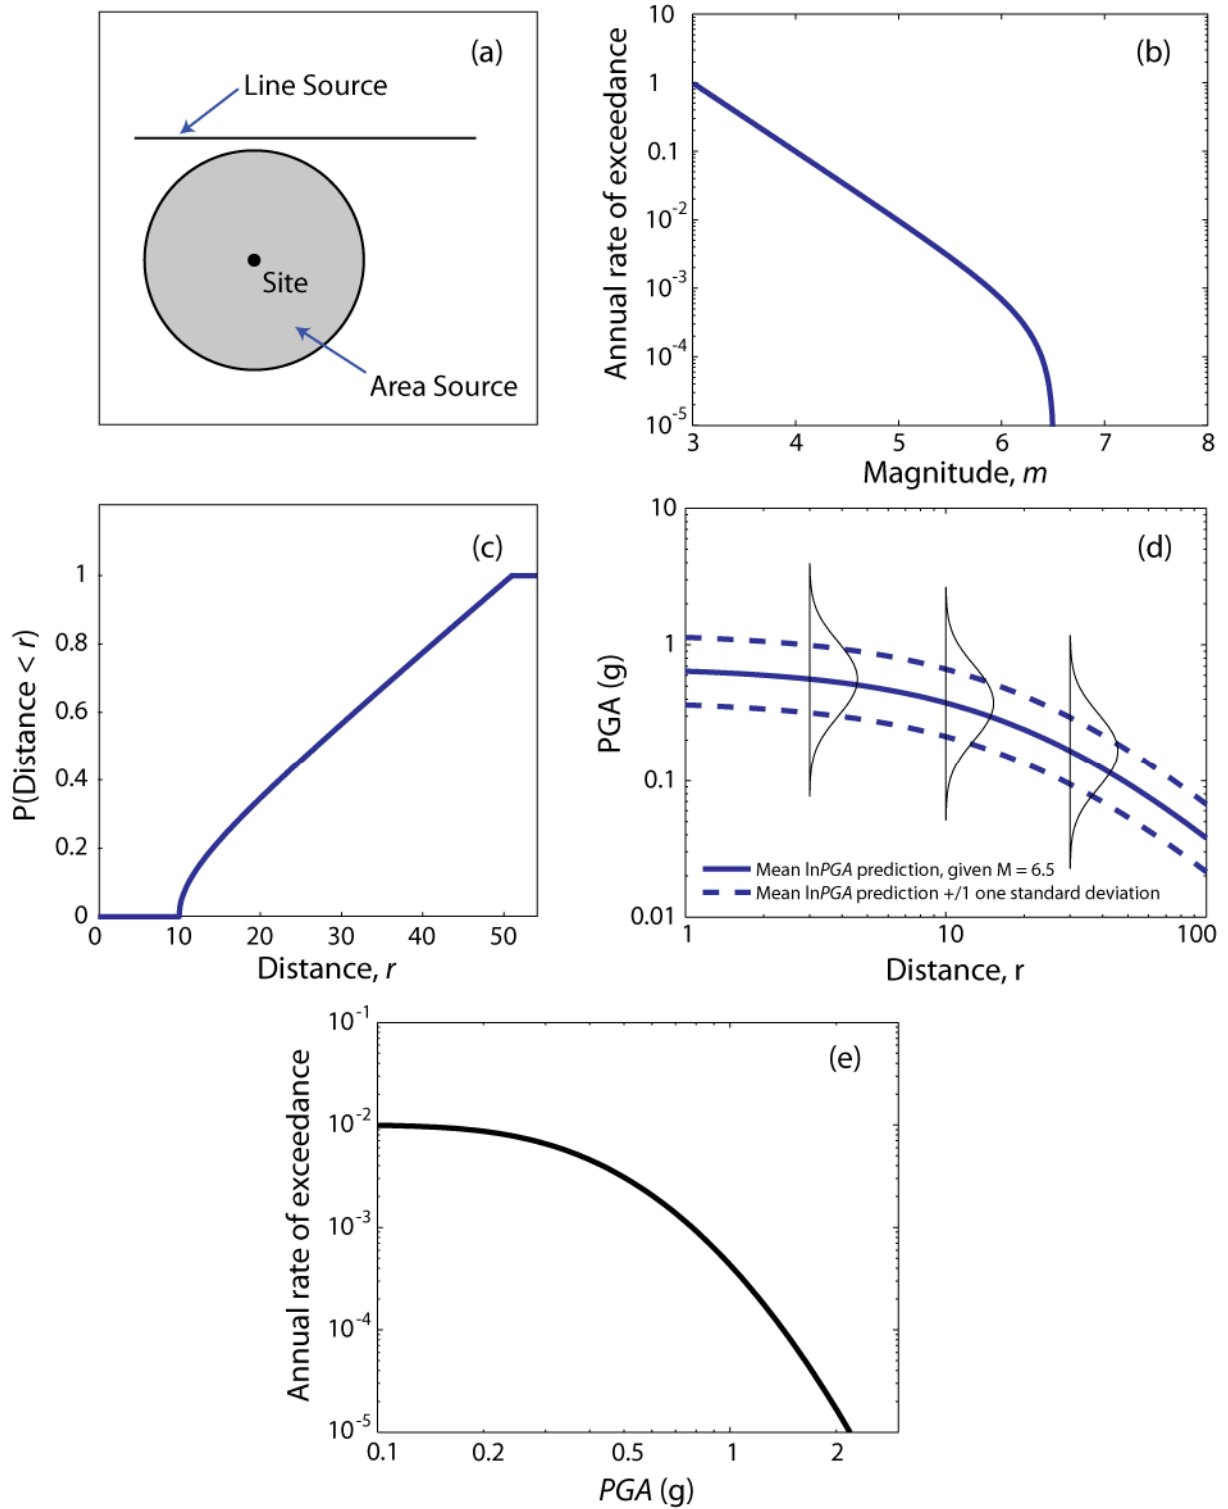 (a)
Line Source
Site
Area Source
(b)
Annual rate of exceedance
10
1
0.1
10-2
10-3
10-4
10-5
3 4 5 6 7 8
Magnitude, m
(c)
P(Distance < r)
1
0.8
0.6
0.4
0.2
0
0 10 20 30 40 50
Distance, r
(d)
PGA (g)
10
1
0.1
0.01
Mean lnPGA prediction, given M = 6.5
Mean lnPGA prediction +/1 one standard deviation
1 10 100
Distance, r
(e)
Annual rate of exceedance
10-1
10-2
10-3
10-4
10-5
0.1 0.2 0.5 1 2
PGA (g)